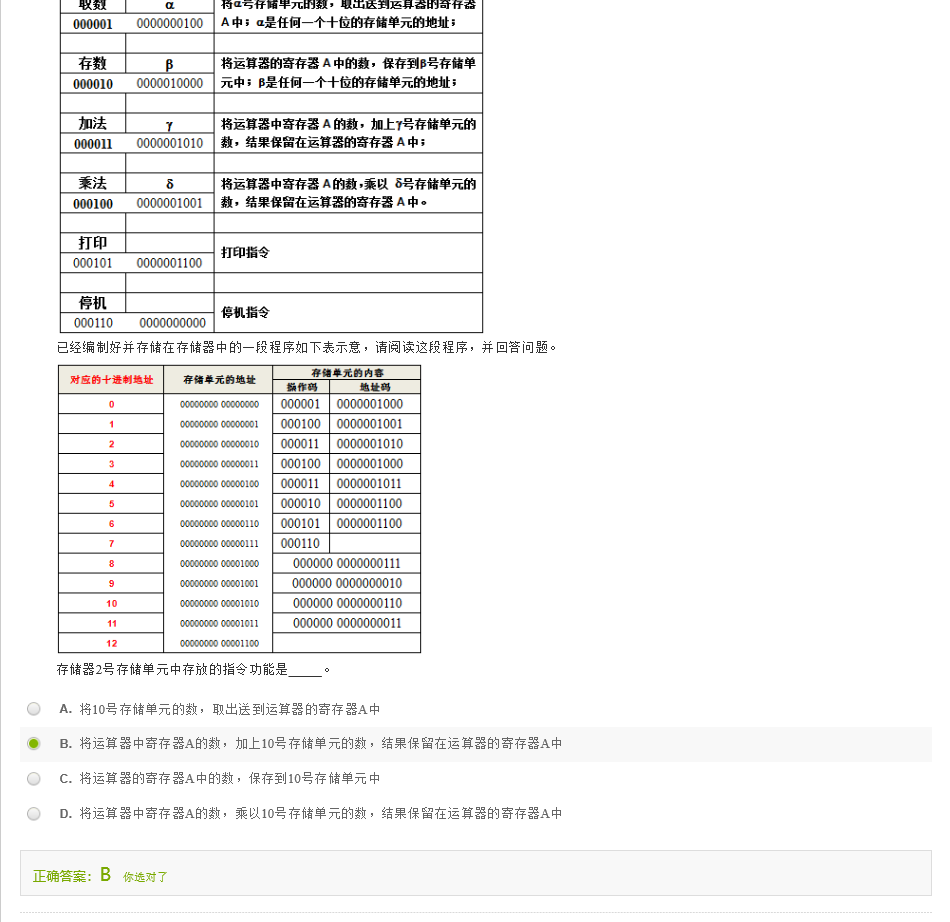 取数 α 将α号存储单元的数，取出送到运算器的寄存器
000001 0000000100 A中；α是任何一个十位的存储单元的地址；
存数 β 将运算器的寄存器 A 中的数，保存到β号存储单
000010 0000010000 元中；β是任何一个十位的存储单元的地址；
加法 γ 将运算器中寄存器 A 的数，加上γ号存储单元的
000011 0000001010 数，结果保留在运算器的寄存器 A 中；
乘法 δ 将运算器中寄存器 A 的数，乘以 δ号存储单元的
000100 0000001001 数，结果保留在运算器的寄存器 A 中。
打印 打印指令
000101 0000001100
停机 停机指令
000110 0000000000
已经编制好并存储在存储器中的一段程序如下表示意，请阅读这段程序，并回答问题。
对应的十进制地址 存储单元的地址 存储单元的内容
操作码 地址码
0 00000000 00000000 000001 0000001000
1 00000000 00000001 000100 0000001001
2 00000000 00000010 000011 0000001010
3 00000000 00000011 000100 0000001000
4 00000000 00000100 000011 0000001011
5 00000000 00000101 000010 0000001100
6 00000000 00000110 000101 0000001100
7 00000000 00000111 000110
8 00000000 00001000 000000 0000000111
9 00000000 00001001 000000 0000000010
10 00000000 00001010 000000 0000000110
11 00000000 00001011 000000 0000000011
12 00000000 00001100
存储器2号存储单元中存放的指令功能是_____。
A. 将10号存储单元的数，取出送到运算器的寄存器A中
B. 将运算器中寄存器A的数，加上10号存储单元的数，结果保留在运算器的寄存器A中
C. 将运算器的寄存器A中的数，保存到10号存储单元中
D. 将运算器中寄存器A的数，乘以10号存储单元的数，结果保留在运算器的寄存器A中
正确答案：B 你选对了